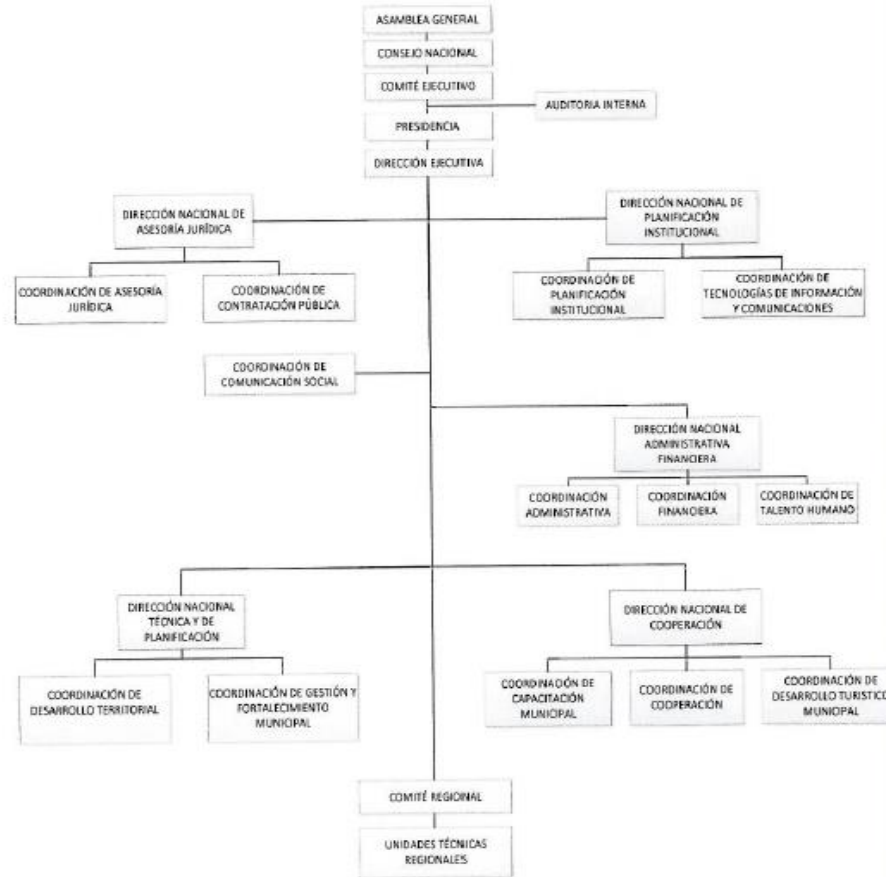 ASAMBLEA GENERAL
CONSEJO NACIONAL
COMITÉ EJECUTIVO
AUDITORIA INTERNA
PRESIDENCIA
DIRECCIÓN EJECUTIVA
DIRECCIÓN NACIONAL DE
ASESORÍA JURÍDICA
DIRECCIÓN NACIONAL DE
PLANIFICACIÓN
INSTITUCIONAL
COORDINACIÓN DE ASESORÍA
JURÍDICA
COORDINACIÓN DE
CONTRATACIÓN PÚBLICA
COORDINACIÓN DE
PLANIFICACIÓN
INSTITUCIONAL
COORDINACIÓN DE
TECNOLOGÍAS DE INFORMACIÓN
Y COMUNICACIONES
COORDINACIÓN DE
COMUNICACIÓN SOCIAL
DIRECCIÓN NACIONAL
ADMINISTRATIVA
FINANCIERA
COORDINACIÓN
ADMINISTRATIVA
COORDINACIÓN
FINANCIERA
COORDINACIÓN DE
TALENTO HUMANO
DIRECCIÓN NACIONAL
TÉCNICA Y DE
PLANIFICACIÓN
DIRECCIÓN NACIONAL DE
COOPERACIÓN
COORDINACIÓN DE
DESARROLLO TERRITORIAL
COORDINACIÓN DE GESTIÓN Y
FORTALECIMIENTO
MUNICIPAL
COORDINACIÓN DE
CAPACITACIÓN
MUNICIPAL
COORDINACIÓN DE
COOPERACIÓN
COORDINACIÓN DE
DESARROLLO TURISTICO
MUNICIPAL
COMITÉ REGIONAL
UNIDADES TÉCNICAS
REGIONALES